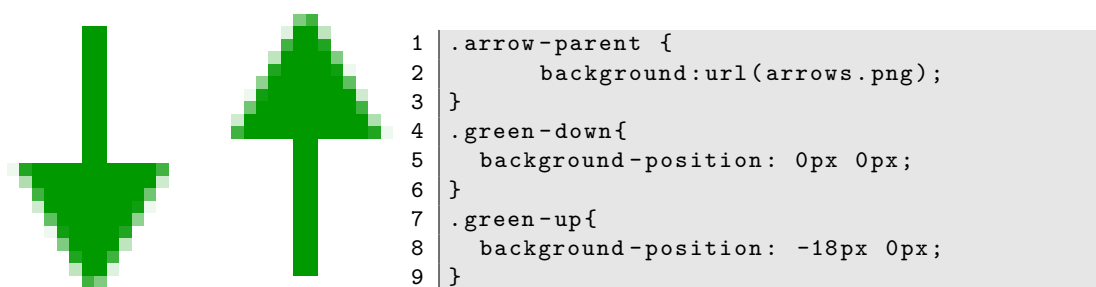 1 .arrow-parent {
2 background:url(arrows.png);
3 }
4 .green-down{
5 background-position: 0px 0px;
6 }
7 .green-up{
8 background-position: -18px 0px;
9 }